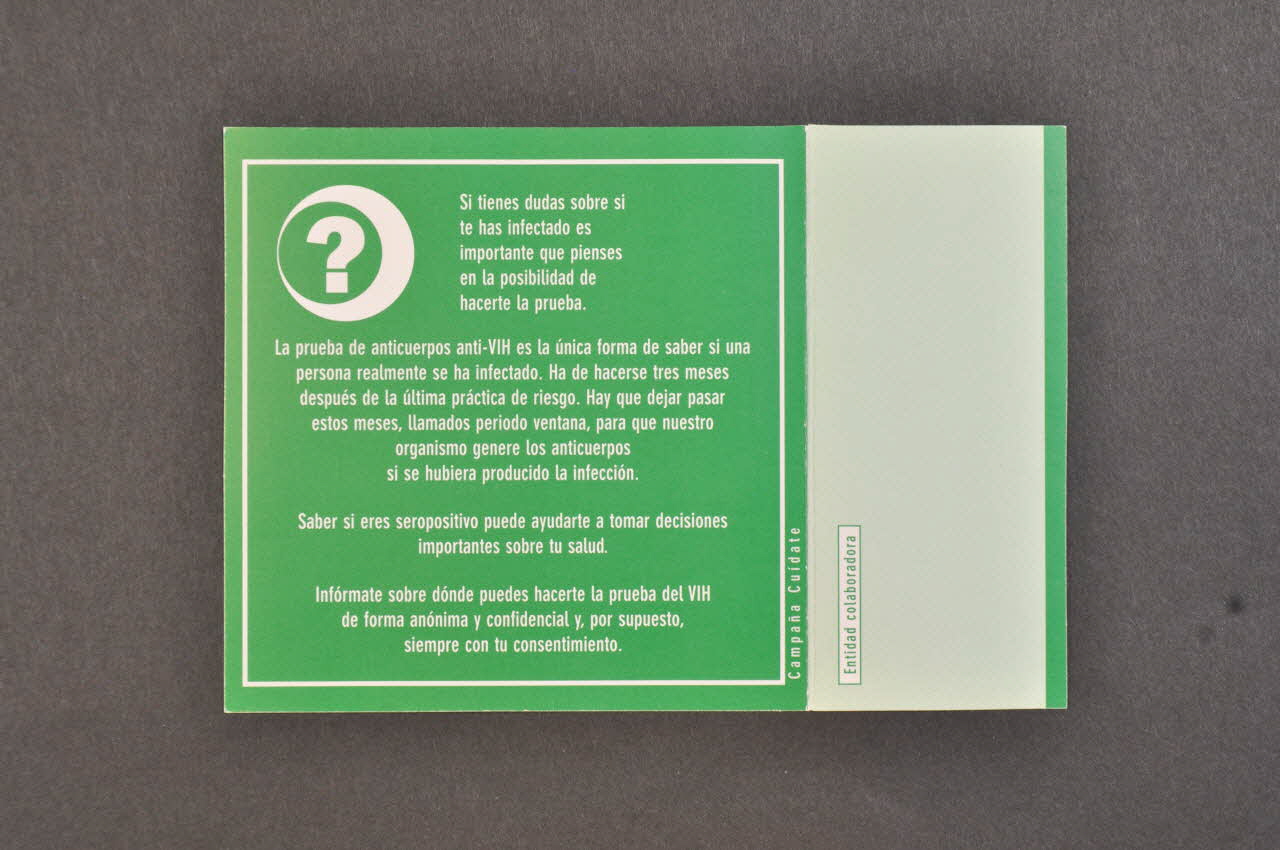 ?
Si tienes dudas sobre si
te has infectado es
importante que pienses
en la posibilidad de
hacerte la prueba.
La prueba de anticuerpos anti-VIH es la única forma de saber si una
persona realmente se ha infectado. Ha de hacerse tres meses
después de la última práctica de riesgo. Hay que dejar pasar
estos meses, llamados periodo ventana, para que nuestro
organismo genere los anticuerpos
si se hubiera producido la infección.
Saber si eres seropositivo puede ayudarte a tomar decisiones
importantes sobre tu salud.
Infórmate sobre dónde puedes hacerte la prueba del VIH
de forma anónima y confidencial y, por supuesto,
siempre con tu consentimiento.
Campaña Cuídate
Entidad colaboradora